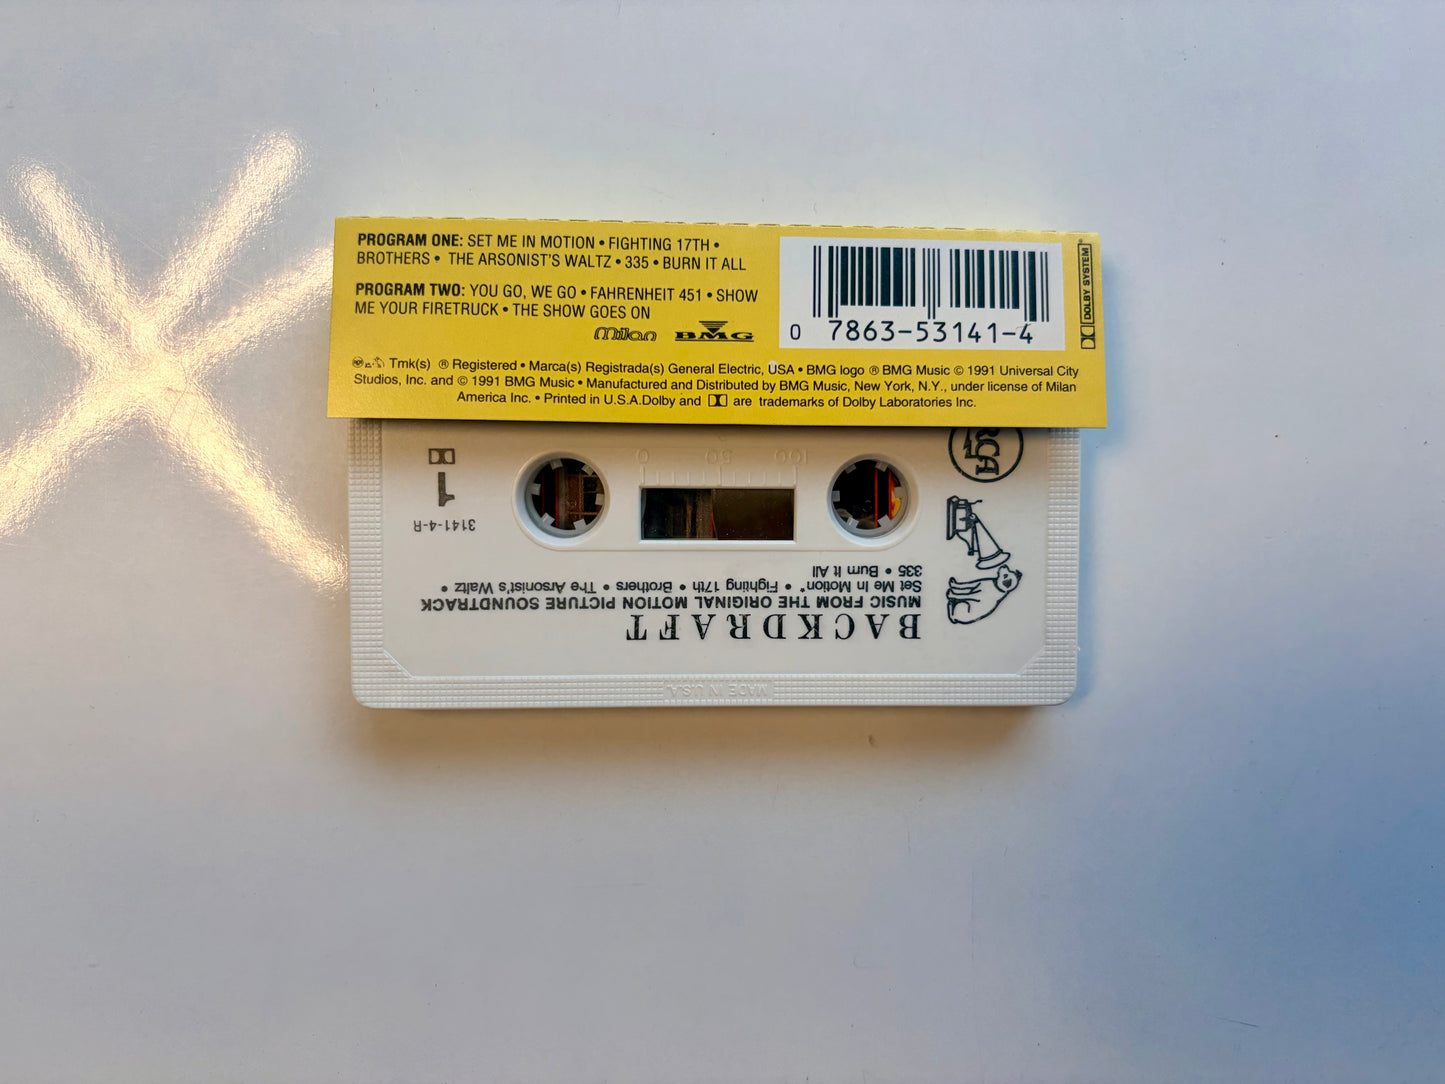 PROGRAM ONE: SET ME IN MOTION • FIGHTING 17TH •
BROTHERS • THE ARSONIST'S WALTZ • 335 • BURN IT ALL
PROGRAM TWO: YOU GO, WE GO • FAHRENHEIT 451 • SHOW
ME YOUR FIRETRUCK • THE SHOW GOES ON
Milan BMG
0 7863-53141-4
DOLBY SYSTEM®
Tmk(s) ® Registered • Marca(s) Registrada(s) General Electric, USA • BMG logo ® BMG Music © 1991 Universal City
Studios, Inc. and © 1991 BMG Music • Manufactured and Distributed by BMG Music, New York, N.Y., under license of Milan
America Inc. • Printed in U.S.A. Dolby and are trademarks of Dolby Laboratories Inc.
BACKDRAFT
MUSIC FROM THE ORIGINAL MOTION PICTURE SOUNDTRACK
Set Me In Motion* • Fighting 17th • Brothers • The Arsonist's Waltz •
335 • Burn It All
3141-4-R
1
RCA
0 50 100
MADE IN U.S.A.